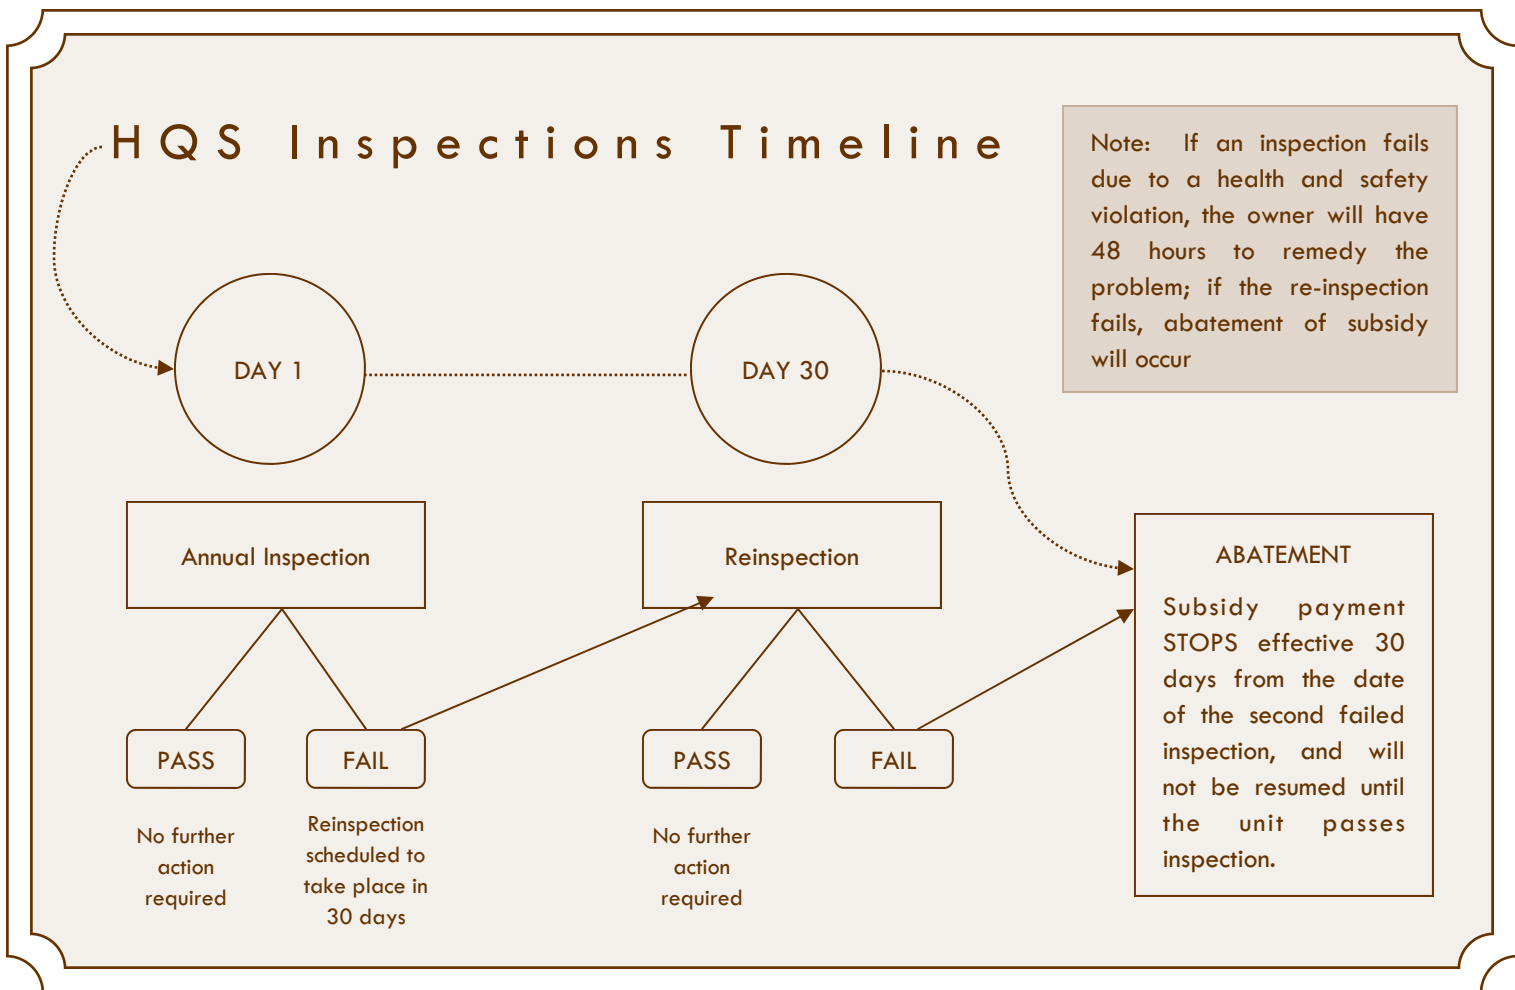 HQS Inspections Timeline
Note: If an inspection fails
due to a health and safety
violation, the owner will have
48 hours to remedy the
problem; if the re-inspection
fails, abatement of subsidy
will occur
DAY 1
DAY 30
Annual Inspection
Reinspection
ABATEMENT
Subsidy payment
STOPS effective 30
days from the date
of the second failed
inspection, and will
not be resumed until
the unit passes
inspection.
PASS
FAIL
PASS
FAIL
No further
action
required
Reinspection
scheduled to
take place in
30 days
No further
action
required